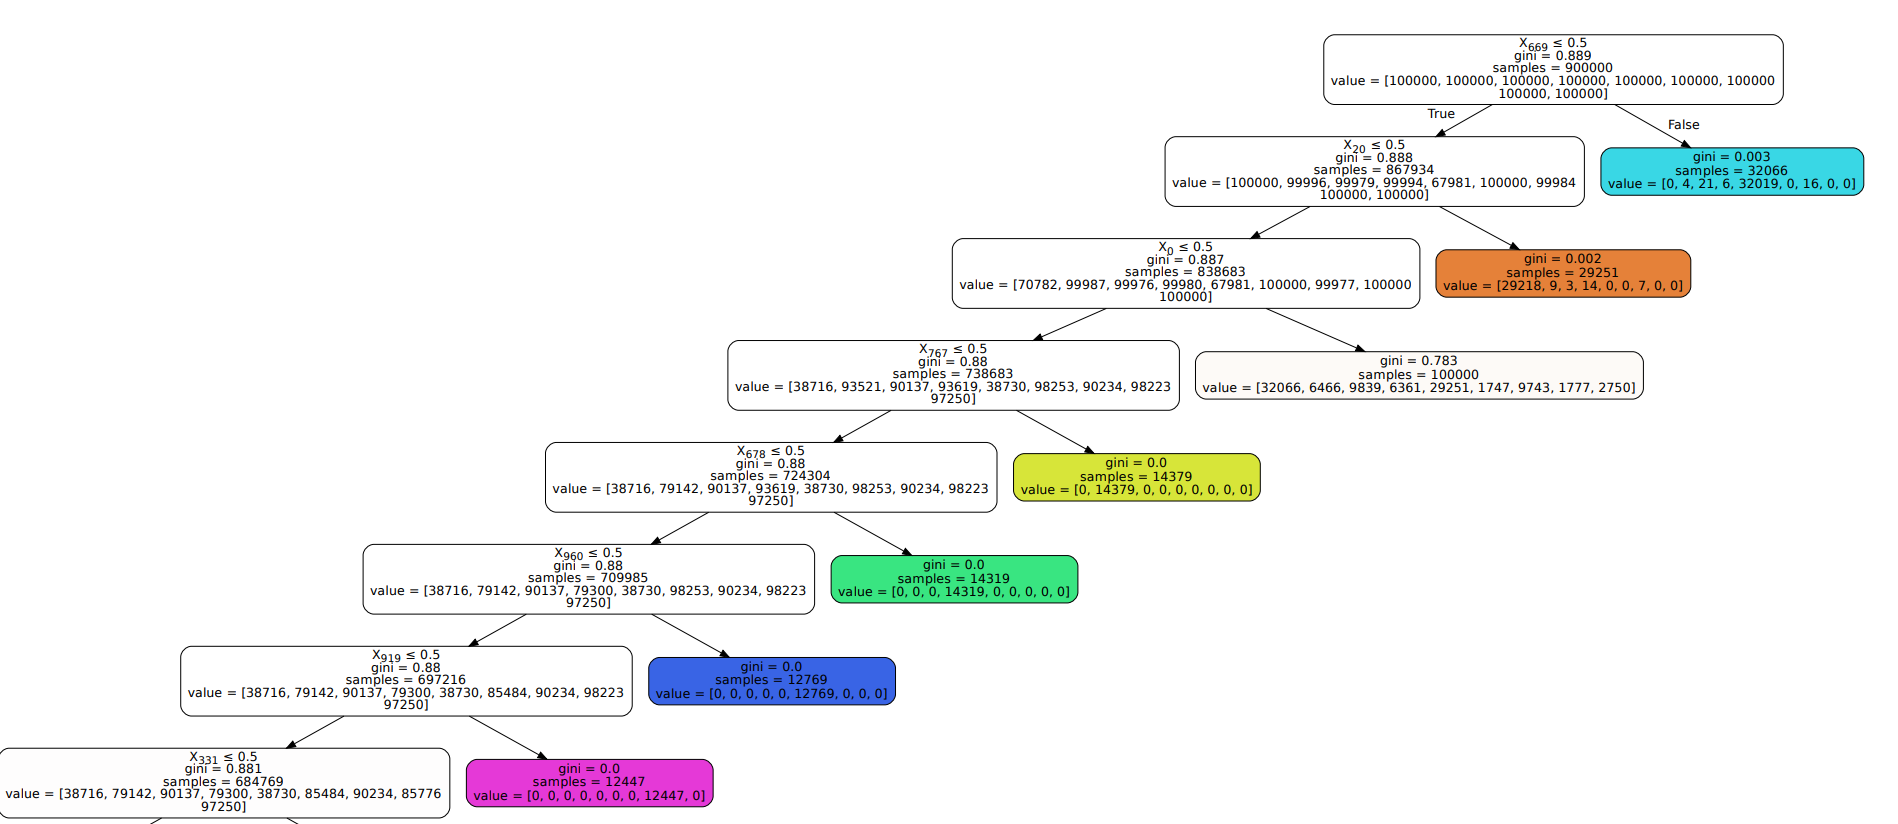 X669 ≤ 0.5
gini = 0.889
samples = 900000
value = [100000, 100000, 100000, 100000, 100000, 100000, 100000
100000, 100000]
True
False
X20 ≤ 0.5
gini = 0.888
samples = 867934
value = [100000, 99996, 99979, 99994, 67981, 100000, 99984
100000, 100000]
gini = 0.003
samples = 32066
value = [0, 4, 21, 6, 32019, 0, 16, 0, 0]
X0 ≤ 0.5
gini = 0.887
samples = 838683
value = [70782, 99987, 99976, 99980, 67981, 100000, 99977, 100000
100000]
gini = 0.002
samples = 29251
value = [29218, 9, 3, 14, 0, 0, 7, 0, 0]
X767 ≤ 0.5
gini = 0.88
samples = 738683
value = [38716, 93521, 90137, 93619, 38730, 98253, 90234, 98223
97250]
gini = 0.783
samples = 100000
value = [32066, 6466, 9839, 6361, 29251, 1747, 9743, 1777, 2750]
X678 ≤ 0.5
gini = 0.88
samples = 724304
value = [38716, 79142, 90137, 93619, 38730, 98253, 90234, 98223
97250]
gini = 0.0
samples = 14379
value = [0, 14379, 0, 0, 0, 0, 0, 0, 0]
X960 ≤ 0.5
gini = 0.88
samples = 709985
value = [38716, 79142, 90137, 79300, 38730, 98253, 90234, 98223
97250]
gini = 0.0
samples = 14319
value = [0, 0, 0, 14319, 0, 0, 0, 0, 0]
X919 ≤ 0.5
gini = 0.88
samples = 697216
value = [38716, 79142, 90137, 79300, 38730, 85484, 90234, 98223
97250]
gini = 0.0
samples = 12769
value = [0, 0, 0, 0, 0, 12769, 0, 0, 0]
X331 ≤ 0.5
gini = 0.881
samples = 684769
value = [38716, 79142, 90137, 79300, 38730, 85484, 90234, 85776
97250]
gini = 0.0
samples = 12447
value = [0, 0, 0, 0, 0, 0, 0, 12447, 0]